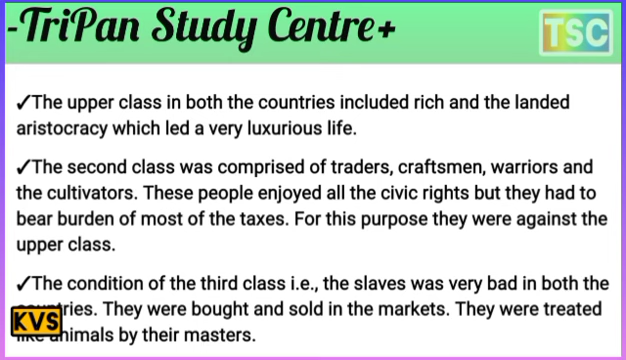 -TriPan Study Centre+
TSC
✓The upper class in both the countries included rich and the landed
aristocracy which led a very luxurious life.
✓The second class was comprised of traders, craftsmen, warriors and
the cultivators. These people enjoyed all the civic rights but they had to
bear burden of most of the taxes. For this purpose they were against the
upper class.
✓The condition of the third class i.e., the slaves was very bad in both the
countries. They were bought and sold in the markets. They were treated
KVS
like animals by their masters.